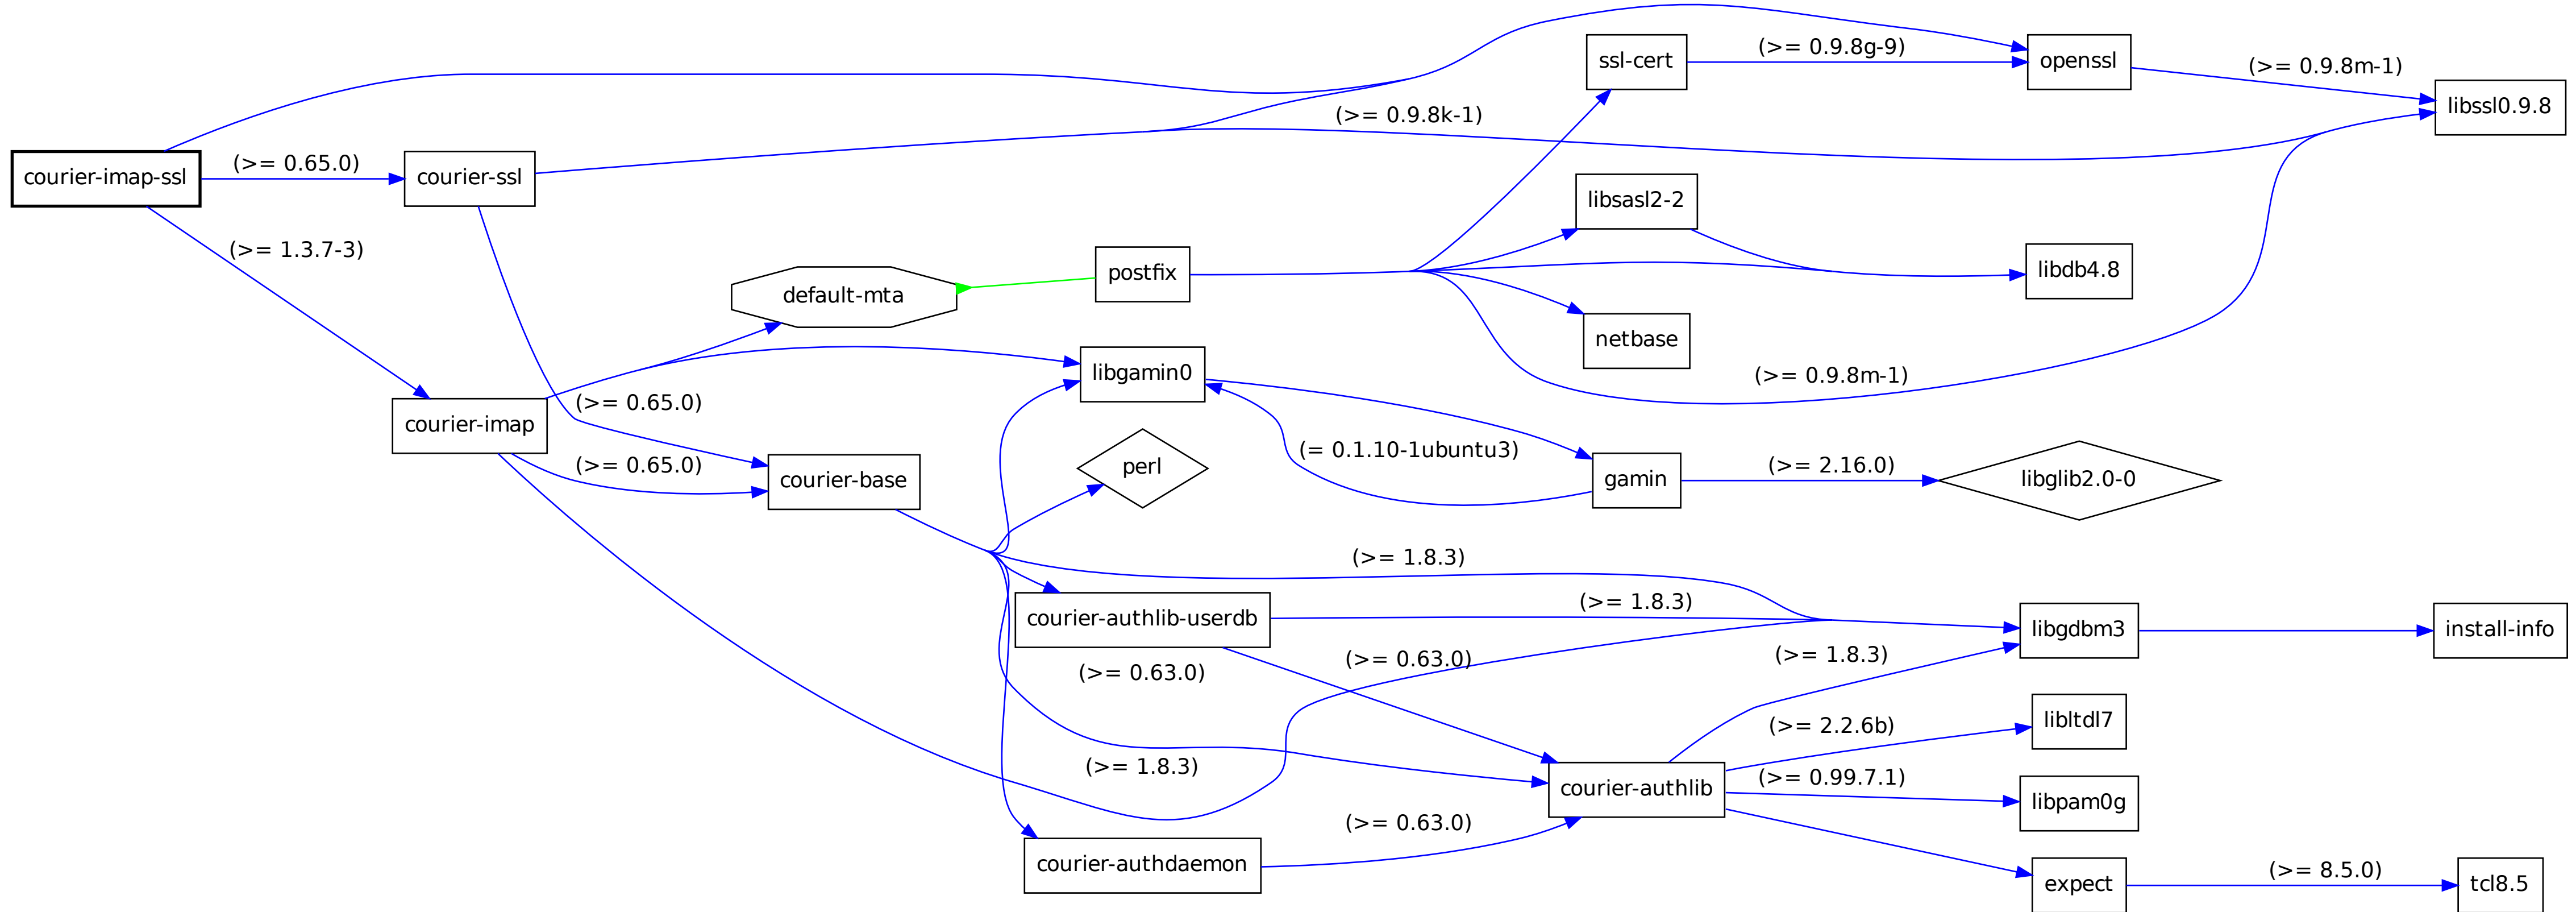 ssl-cert
(>= 0.9.8g-9)
openssl
(>= 0.9.8m-1)
libssl0.9.8
(>= 0.9.8k-1)
courier-imap-ssl
(>= 0.65.0)
courier-ssl
libsasl2-2
(>= 1.3.7-3)
postfix
libdb4.8
default-mta
netbase
(>= 0.9.8m-1)
libgamin0
(>= 0.65.0)
courier-imap
(= 0.1.10-1ubuntu3)
(>= 0.65.0)
courier-base
perl
gamin
(>= 2.16.0)
libglib2.0-0
(>= 1.8.3)
courier-authlib-userdb
(>= 1.8.3)
libgdbm3
install-info
(>= 0.63.0)
(>= 0.63.0)
(>= 1.8.3)
(>= 2.2.6b)
libltdl7
(>= 1.8.3)
courier-authlib
(>= 0.99.7.1)
libpam0g
(>= 0.63.0)
courier-authdaemon
expect
(>= 8.5.0)
tcl8.5